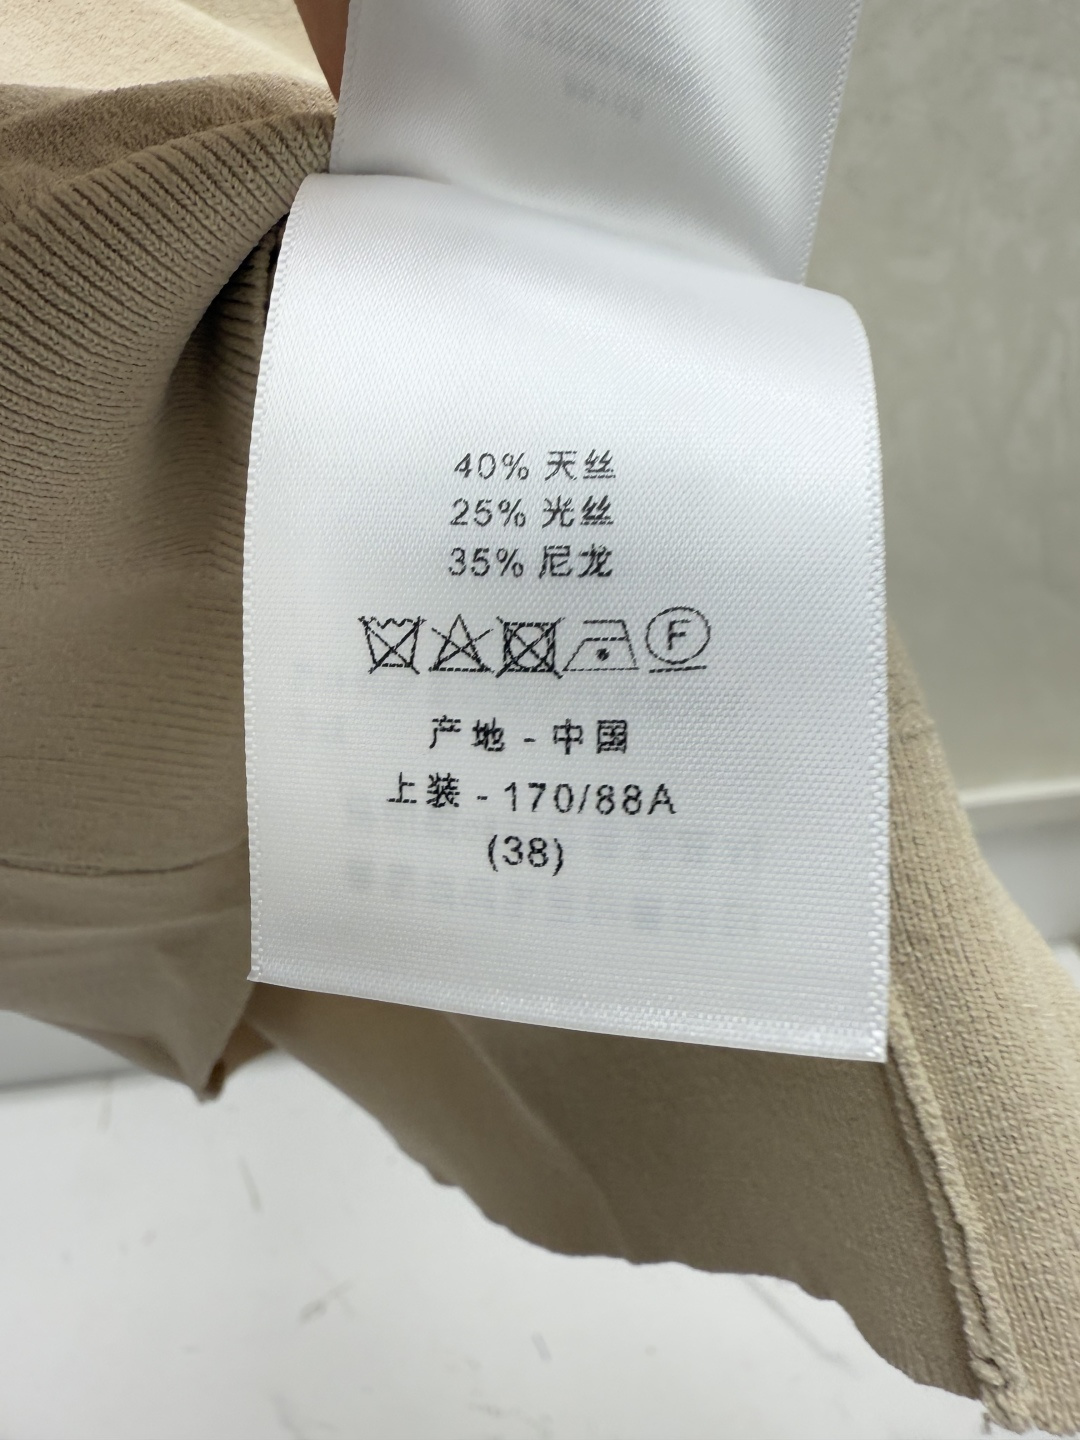 40% 天丝
25% 光丝
35% 尼龙
F
产地 - 中国
上装 - 170/88A
(38)